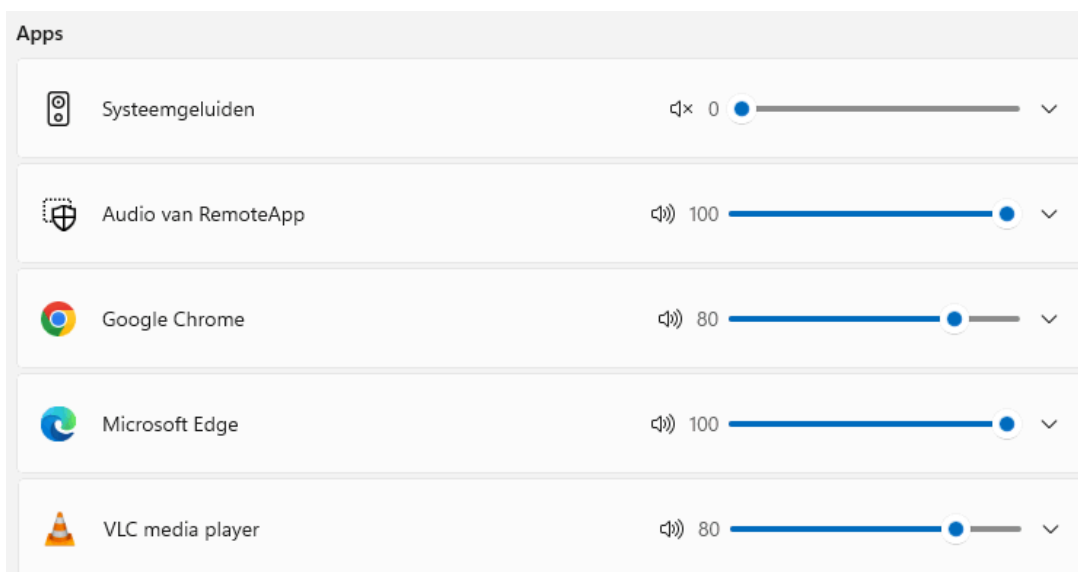 Apps
Systeemgeluiden 0
Audio van RemoteApp 100
Google Chrome 80
Microsoft Edge 100
VLC media player 80